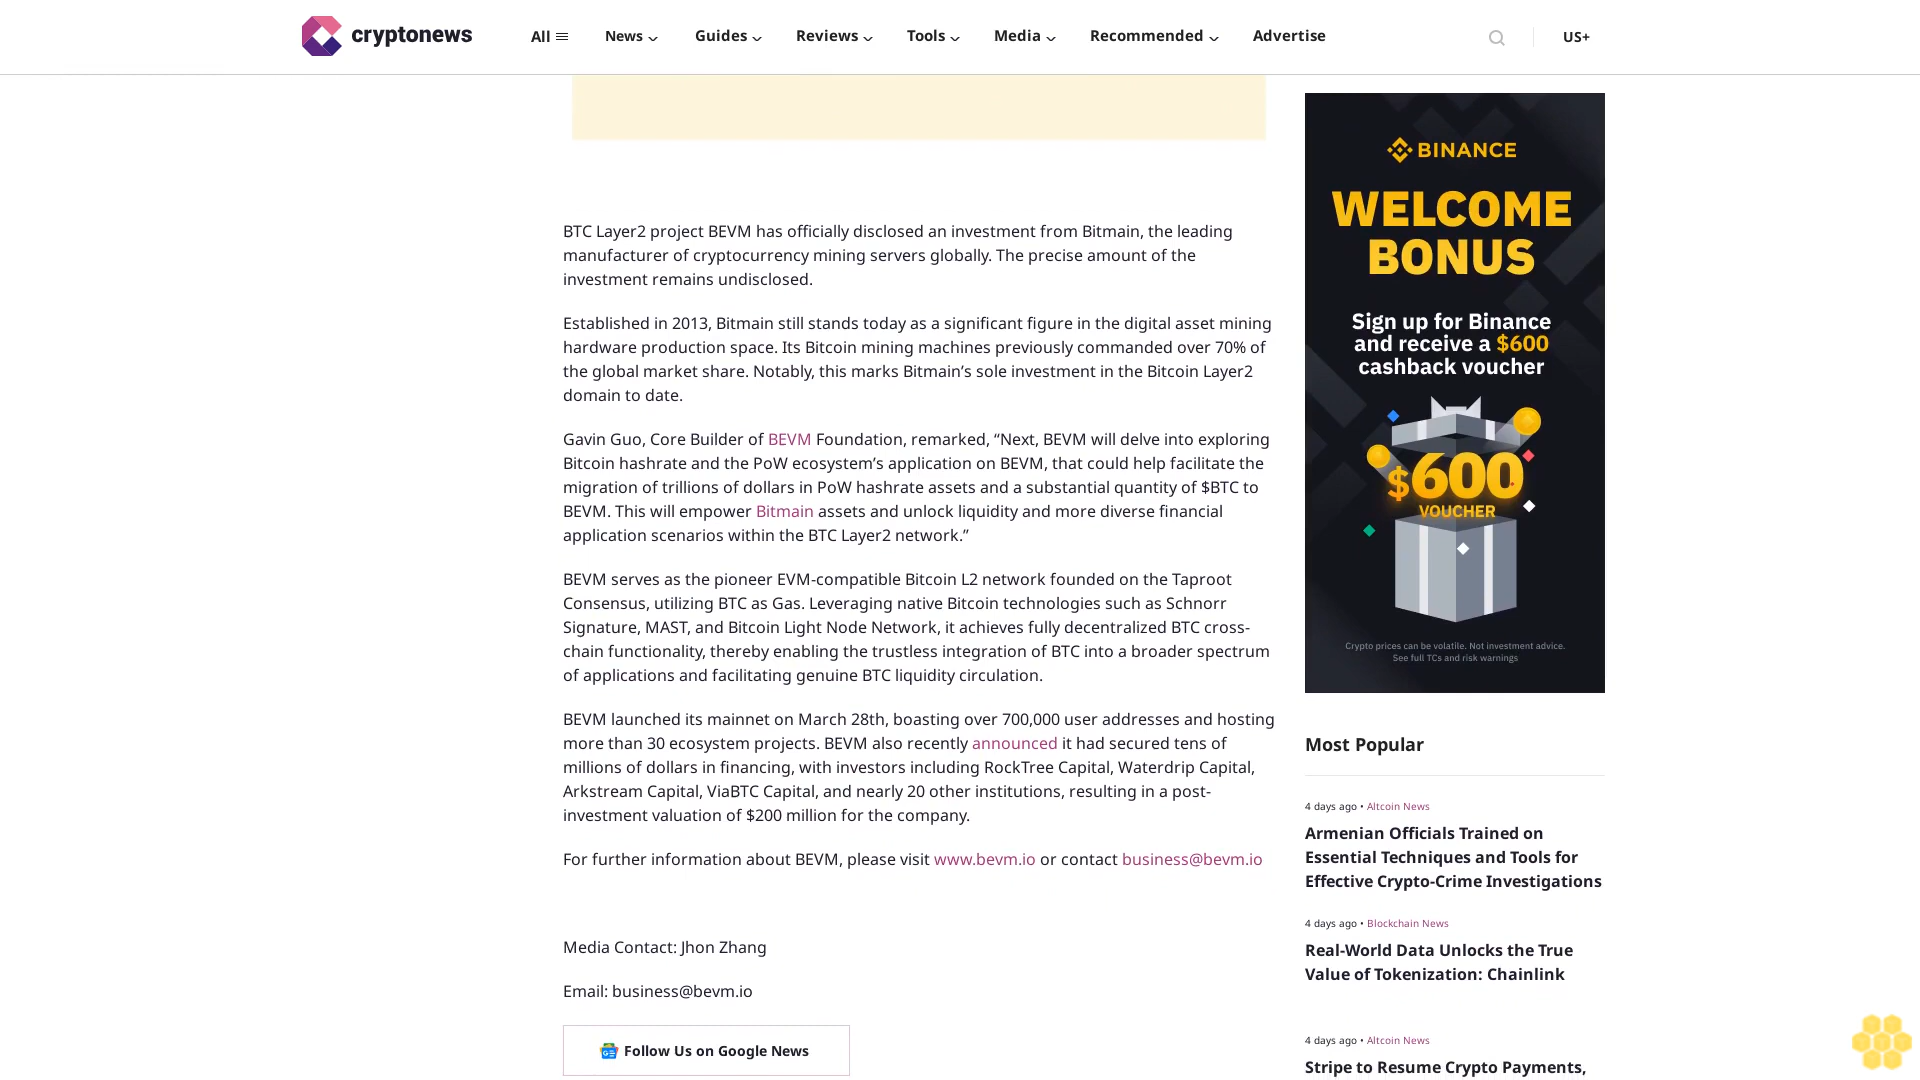 cryptonews
All
News
Guides
Reviews
Tools
Media
Recommended
Advertise
US+
BTC Layer2 project BEVM has officially disclosed an investment from Bitmain, the leading
manufacturer of cryptocurrency mining servers globally. The precise amount of the
investment remains undisclosed.
Established in 2013, Bitmain still stands today as a significant figure in the digital asset mining
hardware production space. Its Bitcoin mining machines previously commanded over 70% of
the global market share. Notably, this marks Bitmain’s sole investment in the Bitcoin Layer2
domain to date.
Gavin Guo, Core Builder of BEVM Foundation, remarked, “Next, BEVM will delve into exploring
Bitcoin hashrate and the PoW ecosystem’s application on BEVM, that could help facilitate the
migration of trillions of dollars in PoW hashrate assets and a substantial quantity of $BTC to
BEVM. This will empower Bitmain assets and unlock liquidity and more diverse financial
application scenarios within the BTC Layer2 network.”
BEVM serves as the pioneer EVM-compatible Bitcoin L2 network founded on the Taproot
Consensus, utilizing BTC as Gas. Leveraging native Bitcoin technologies such as Schnorr
Signature, MAST, and Bitcoin Light Node Network, it achieves fully decentralized BTC cross-
chain functionality, thereby enabling the trustless integration of BTC into a broader spectrum
of applications and facilitating genuine BTC liquidity circulation.
BEVM launched its mainnet on March 28th, boasting over 700,000 user addresses and hosting
more than 30 ecosystem projects. BEVM also recently announced it had secured tens of
millions of dollars in financing, with investors including RockTree Capital, Waterdrip Capital,
Arkstream Capital, ViaBTC Capital, and nearly 20 other institutions, resulting in a post-
investment valuation of $200 million for the company.
For further information about BEVM, please visit www.bevm.io or contact business@bevm.io
Media Contact: Jhon Zhang
Email: business@bevm.io
Follow Us on Google News
BINANCE
WELCOME
BONUS
Sign up for Binance
and receive a $600
cashback voucher
$600
VOUCHER
Crypto prices can be volatile. Not investment advice.
See full TCs and risk warnings
Most Popular
4 days ago • Altcoin News
Armenian Officials Trained on
Essential Techniques and Tools for
Effective Crypto-Crime Investigations
4 days ago • Blockchain News
Real-World Data Unlocks the True
Value of Tokenization: Chainlink
4 days ago • Altcoin News
Stripe to Resume Crypto Payments,